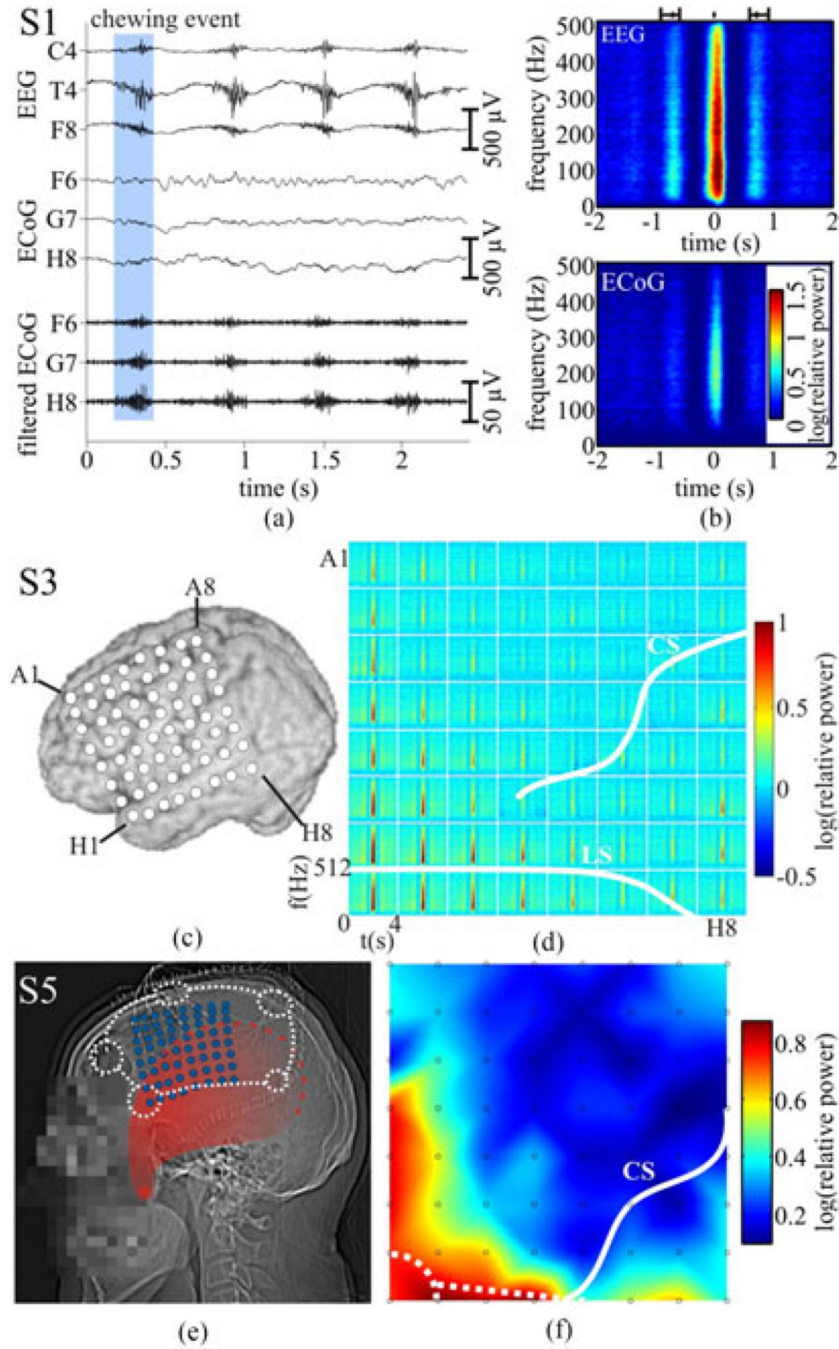 S1
chewing event
EEG
C4
T4
F8
500 μV
ECoG
F6
G7
H8
500 μV
filtered ECoG
F6
G7
H8
50 μV
0 0.5 1 1.5 2
time (s)
(a)
EEG
frequency (Hz)
500
400
300
200
100
0
-2 -1 0 1 2
time (s)
ECoG
frequency (Hz)
500
400
300
200
100
0
0 0.5 1.5
log(relative power)
-2 -1 0 1 2
time (s)
(b)
S3
A8
A1
H1
H8
(c)
A1
CS
LS
f(Hz)
512
0 4
t(s)
H8
(d)
1
0.5
0
-0.5
log(relative power)
S5
(e)
CS
(f)
0.8
0.6
0.4
0.2
log(relative power)